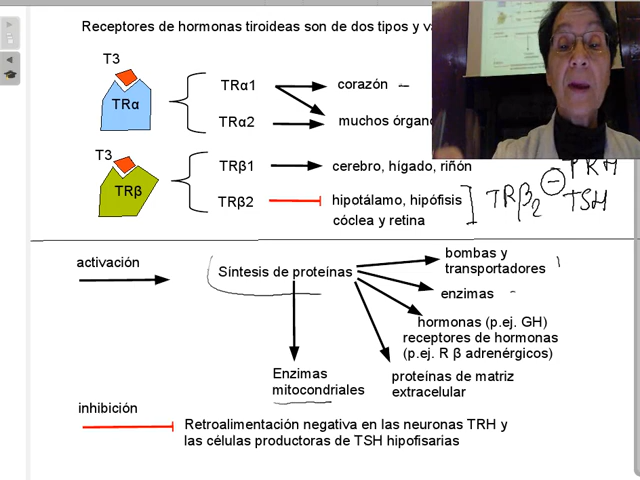 Receptores de hormonas tiroideas son de dos tipos y
T3
TRα
TRα1
corazón
TRα2
muchos
T3
TRβ
TRβ1
cerebro, hígado, riñón
TRβ2
hipotálamo, hipófisis
cóclea y retina
TRβ2
TSH
activación
Síntesis de proteínas
bombas y
transportadores
enzimas
hormonas (p.ej. GH)
receptores de hormonas
(p.ej. R β adrenérgicos)
proteínas de matriz
extracelular
Enzimas
mitocondriales
inhibición
Retroalimentación negativa en las neuronas TRH y
las células productoras de TSH hipofisarias